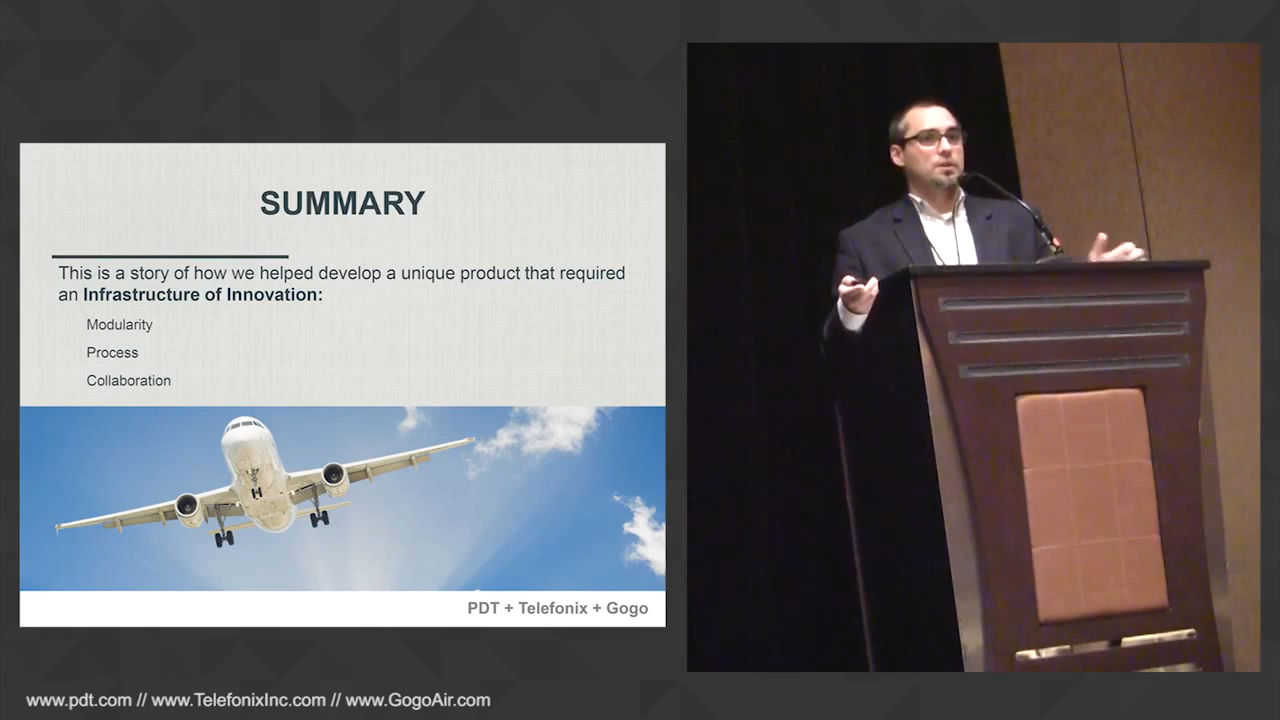 SUMMARY
This is a story of how we helped develop a unique product that required
an Infrastructure of Innovation:
Modularity
Process
Collaboration
PDT + Telefonix + Gogo
www.pdt.com // www.TelefonixInc.com // www.GogoAir.com